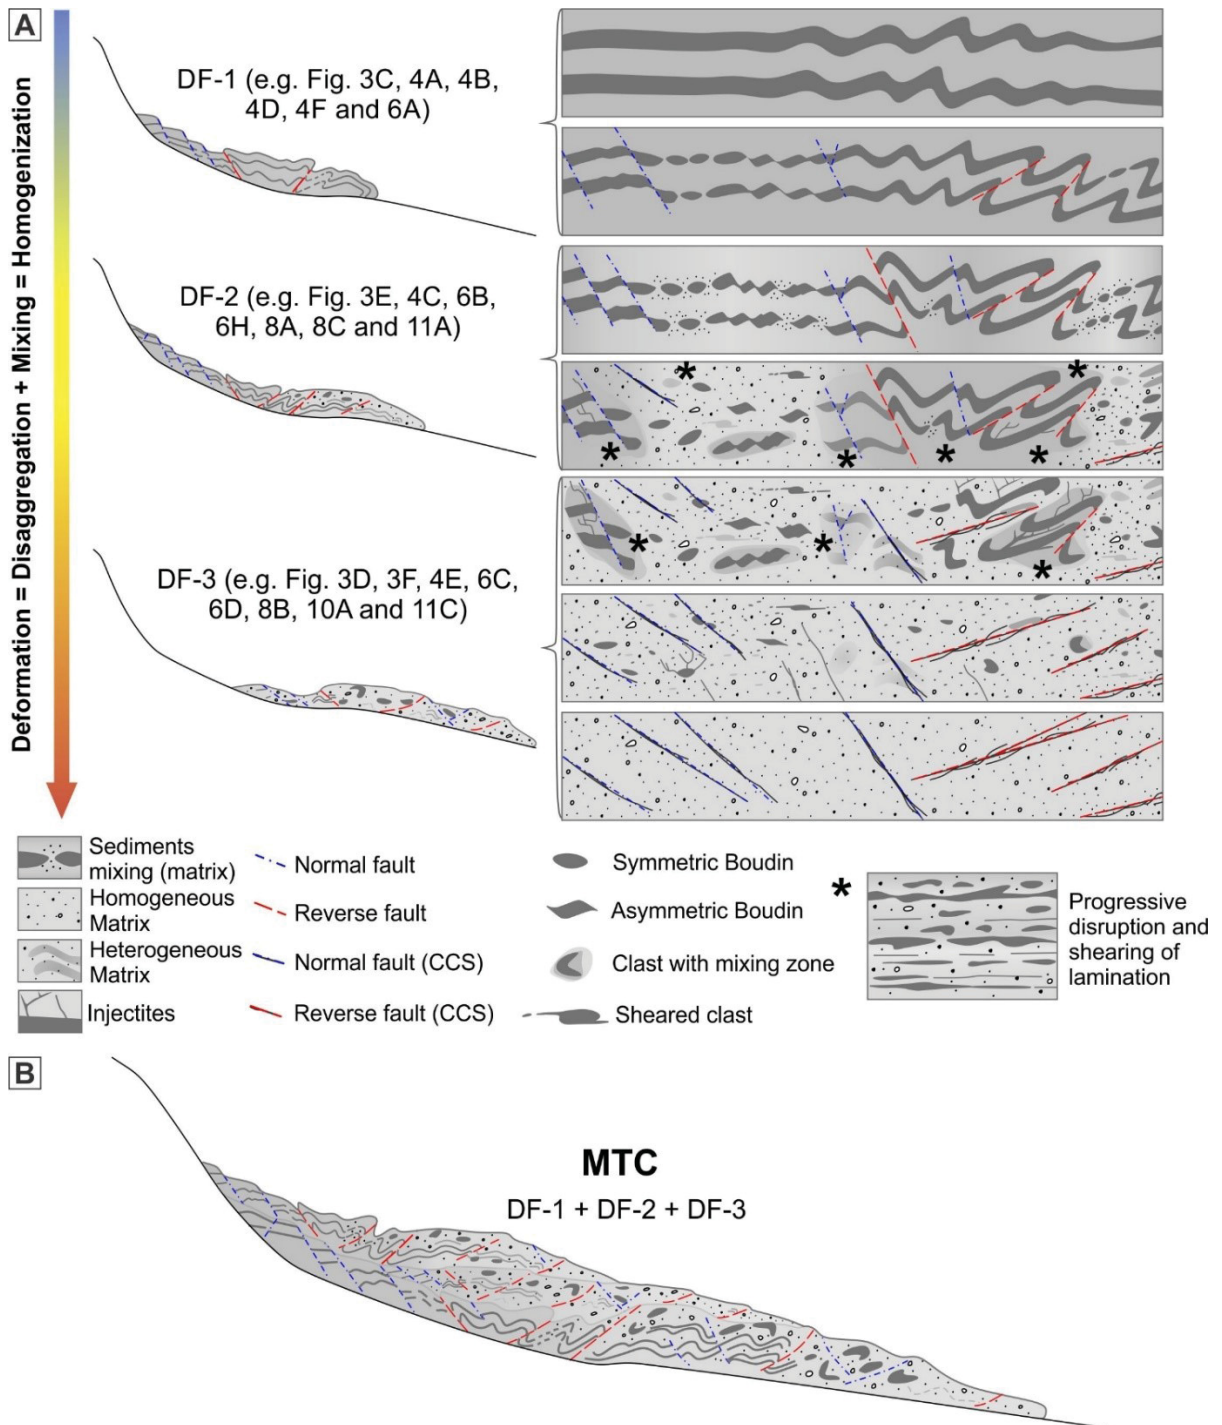 A
Deformation = Disaggregation + Mixing = Homogenization
DF-1 (e.g. Fig. 3C, 4A, 4B,
4D, 4F and 6A)
DF-2 (e.g. Fig. 3E, 4C, 6B,
6H, 8A, 8C and 11A)
*
*
*
*
*
*
DF-3 (e.g. Fig. 3D, 3F, 4E, 6C,
6D, 8B, 10A and 11C)
*
*
*
Sediments
mixing (matrix)
Homogeneous
Matrix
Heterogeneous
Matrix
Injectites
Normal fault
Reverse fault
Normal fault (CCS)
Reverse fault (CCS)
Symmetric Boudin
Asymmetric Boudin
Clast with mixing zone
Sheared clast
*
Progressive
disruption and
shearing of
lamination
B
MTC
DF-1 + DF-2 + DF-3